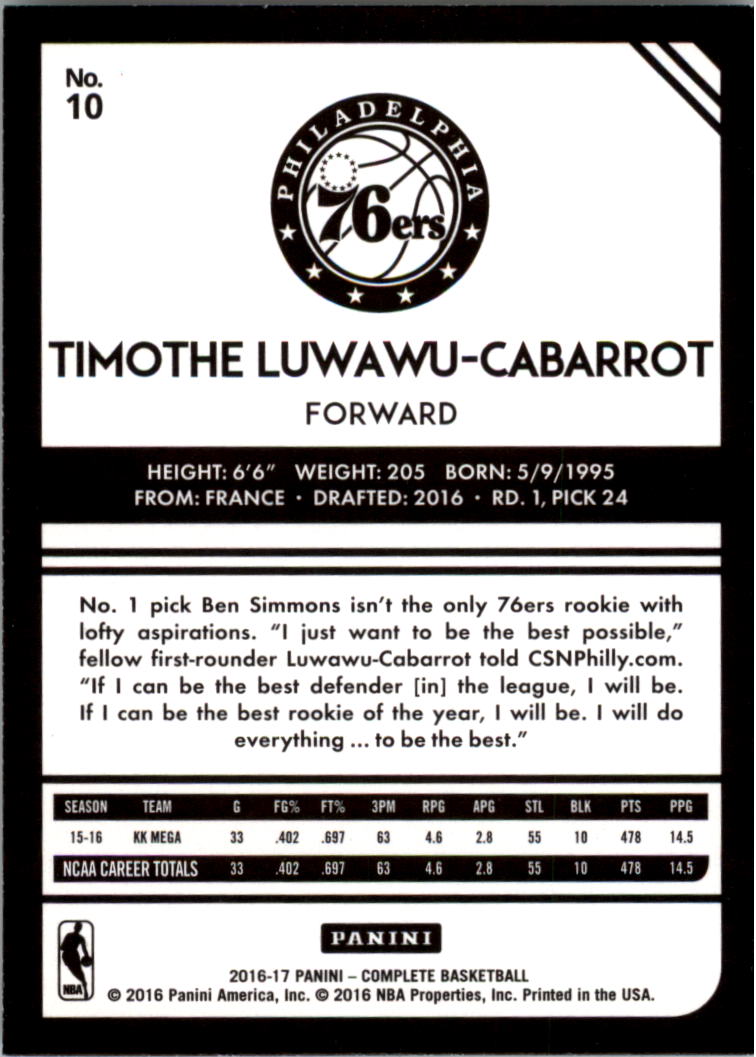 No.
10
PHILADELPHIA
76ers
TIMOTHE LUWAWU-CABARROT
FORWARD
HEIGHT: 6'6" WEIGHT: 205 BORN: 5/9/1995
FROM: FRANCE • DRAFTED: 2016 • RD. 1, PICK 24
No. 1 pick Ben Simmons isn't the only 76ers rookie with
lofty aspirations. "I just want to be the best possible,"
fellow first-rounder Luwawu-Cabarrot told CSNPhilly.com.
"If I can be the best defender [in] the league, I will be.
If I can be the best rookie of the year, I will be. I will do
everything ... to be the best."
SEASON TEAM G FG% FT% 3PM RPG APG STL BLK PTS PPG
15-16 KK MEGA 33 .402 .697 63 4.6 2.8 55 10 478 14.5
NCAA CAREER TOTALS 33 .402 .697 63 4.6 2.8 55 10 478 14.5
PANINI
NBA
2016-17 PANINI – COMPLETE BASKETBALL
© 2016 Panini America, Inc. © 2016 NBA Properties, Inc. Printed in the USA.